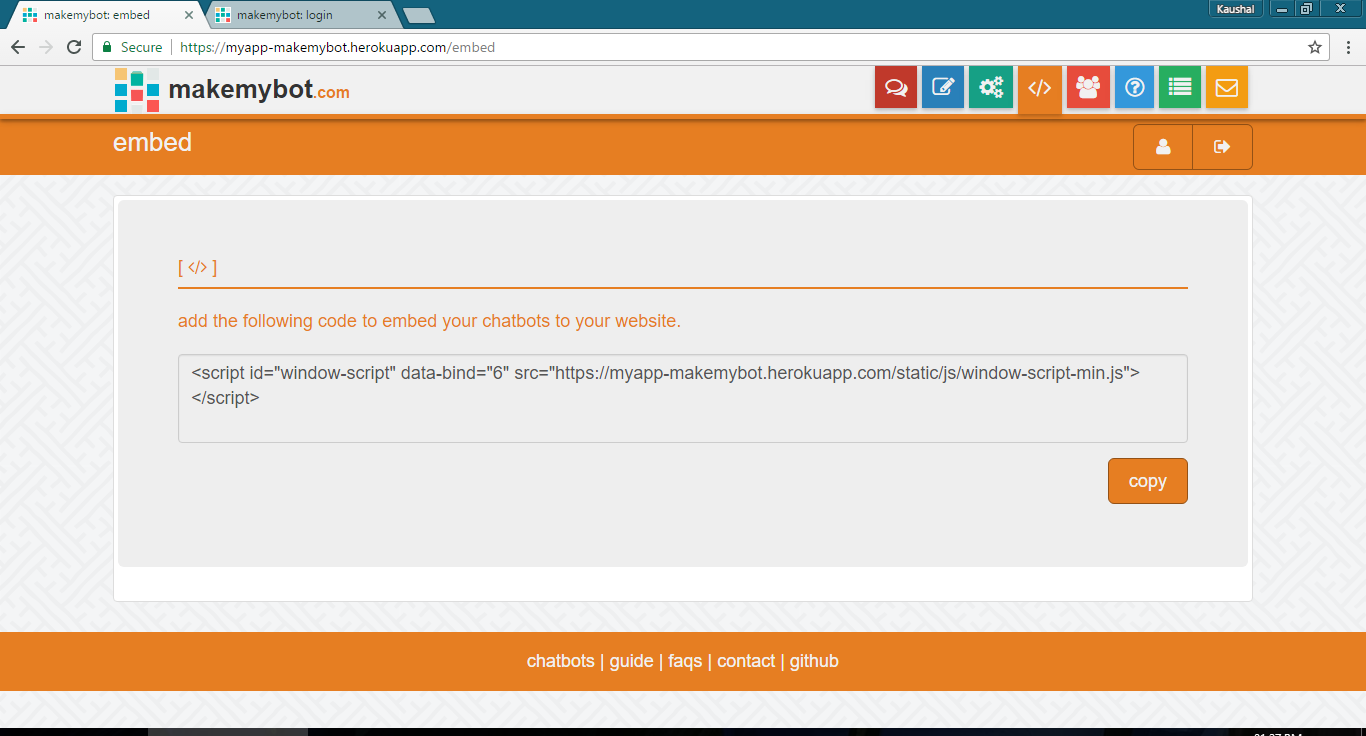 makemybot: embed
makemybot: login
Kaushal
Secure
https://myapp-makemybot.herokuapp.com/embed
makemybot.com
embed
[ </> ]
add the following code to embed your chatbots to your website.
<script id="window-script" data-bind="6" src="https://myapp-makemybot.herokuapp.com/static/js/window-script-min.js">
</script>
copy
chatbots | guide | faqs | contact | github